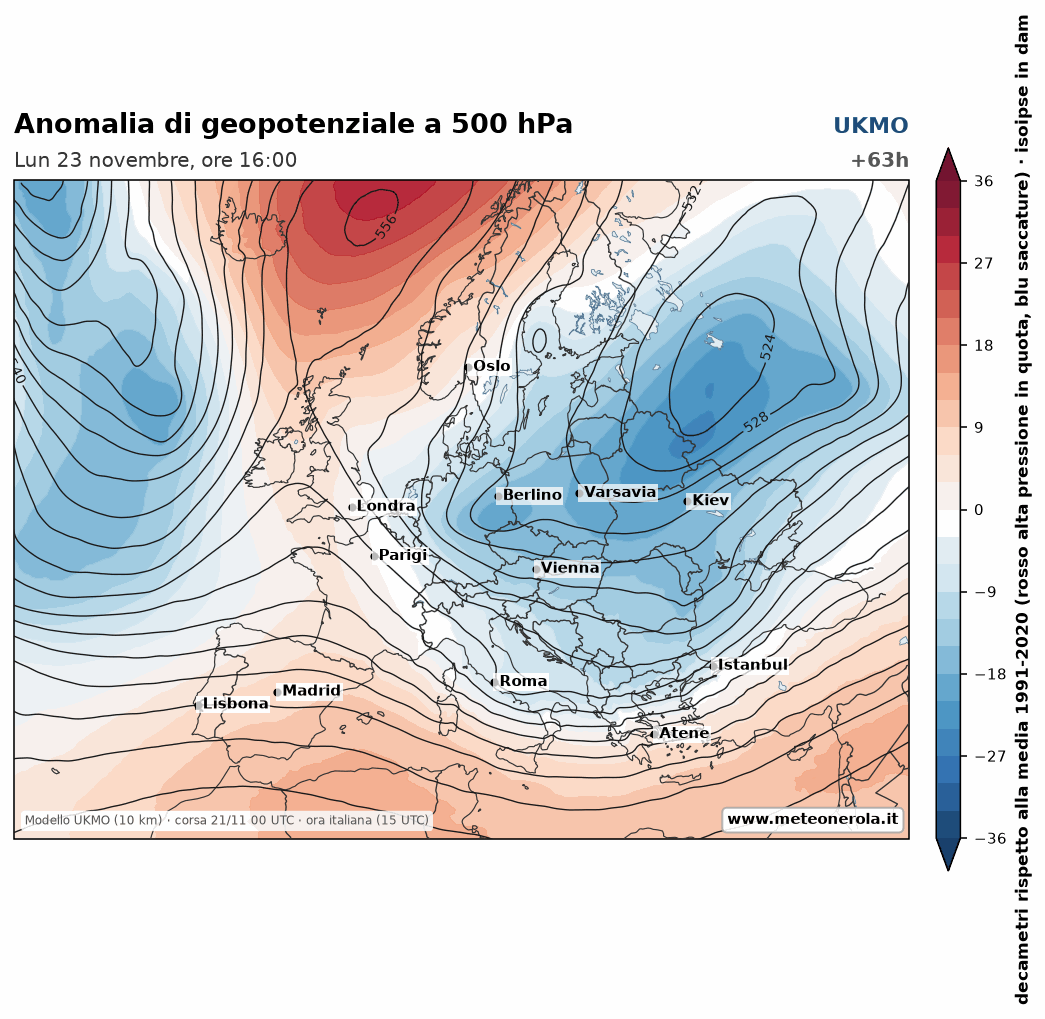 Anomalia di geopotenziale a 500 hPa
UKMO
Lun 23 novembre, ore 16:00
+63h
556
532
524
528
Oslo
Londra
Berlino
Varsavia
Kiev
Parigi
Vienna
Roma
Istanbul
Madrid
Lisbona
Atene
Modello UKMO (10 km) · corsa 21/11 00 UTC · ora italiana (15 UTC)
www.meteonerola.it
36
27
18
9
0
−9
−18
−27
−36
decametri rispetto alla media 1991-2020 (rosso alta pressione in quota, blu saccature) · isoipse in dam